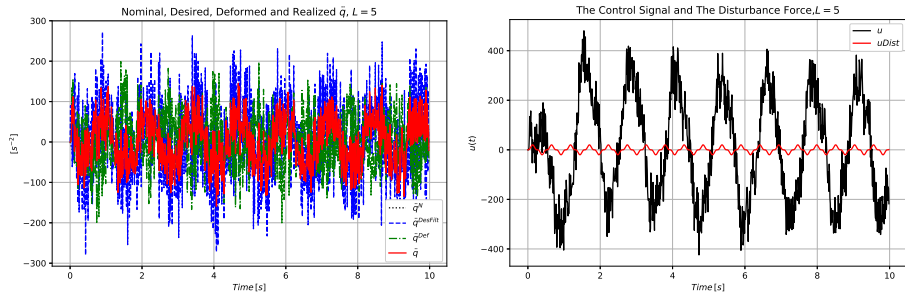 Nominal, Desired, Deformed and Realized q̈, L = 5
[s⁻²]
300
200
100
0
−100
−200
−300
0
2
4
6
8
10
Time [s]
q̈ᴺ
q̈ᴰᵉˢᶠⁱˡᵗ
q̈ᴰᵉᶠ
q̈
The Control Signal and The Disturbance Force,L = 5
u(t)
400
200
0
−200
−400
0
2
4
6
8
10
Time [s]
u
uDist